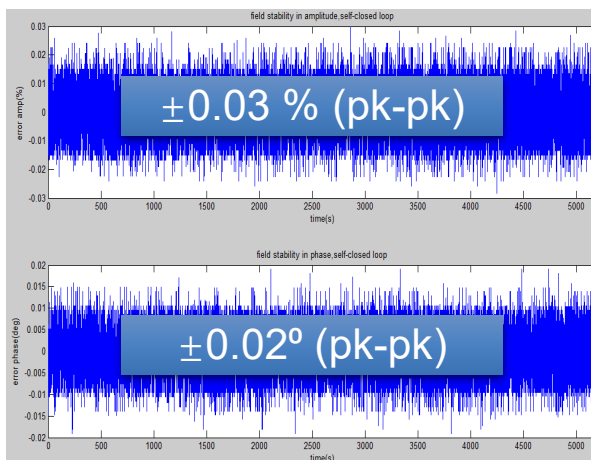 field stability in amplitude,self-closed loop
0.03
0.02
0.01
0
-0.01
-0.02
-0.03
error amp(%)
±0.03 % (pk-pk)
0 500 1000 1500 2000 2500 3000 3500 4000 4500 5000
time(s)
field stability in phase,self-closed loop
0.02
0.015
0.01
0.005
0
-0.005
-0.01
-0.015
-0.02
error phase(deg)
±0.02º (pk-pk)
0 500 1000 1500 2000 2500 3000 3500 4000 4500 5000
time(s)